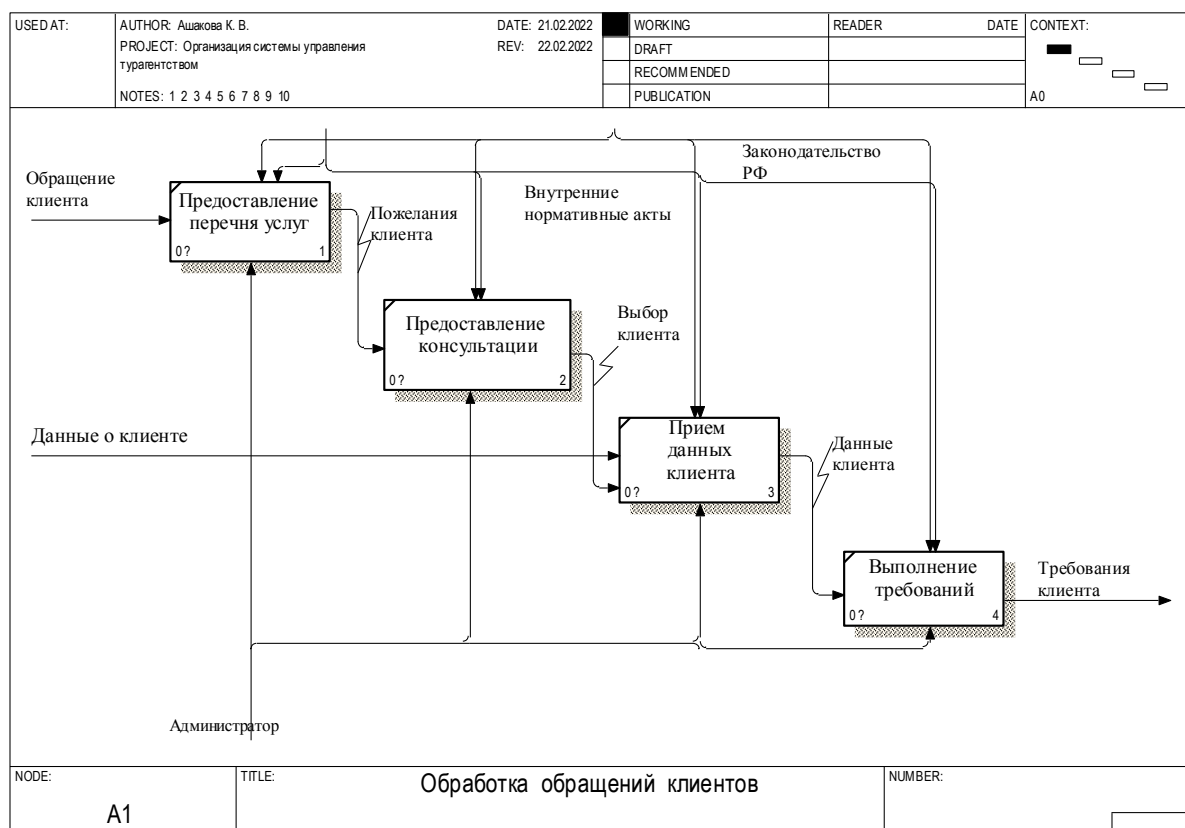 USED AT:
AUTHOR: Ашакова К. В.
DATE: 21.02.2022
PROJECT: Организация системы управления
турагентством
REV: 22.02.2022
NOTES: 1 2 3 4 5 6 7 8 9 10
WORKING
DRAFT
RECOMMENDED
PUBLICATION
READER
DATE
CONTEXT:
A0
Обращение
клиента
Предоставление
перечня услуг
0 ?
1
Пожелания
клиента
Внутренние
нормативные акты
Законодательство
РФ
Предоставление
консультации
0 ?
2
Выбор
клиента
Данные о клиенте
Прием
данных
клиента
0 ?
3
Данные
клиента
Выполнение
требований
0 ?
4
Требования
клиента
Администратор
NODE:
A1
TITLE:
Обработка обращений клиентов
NUMBER: